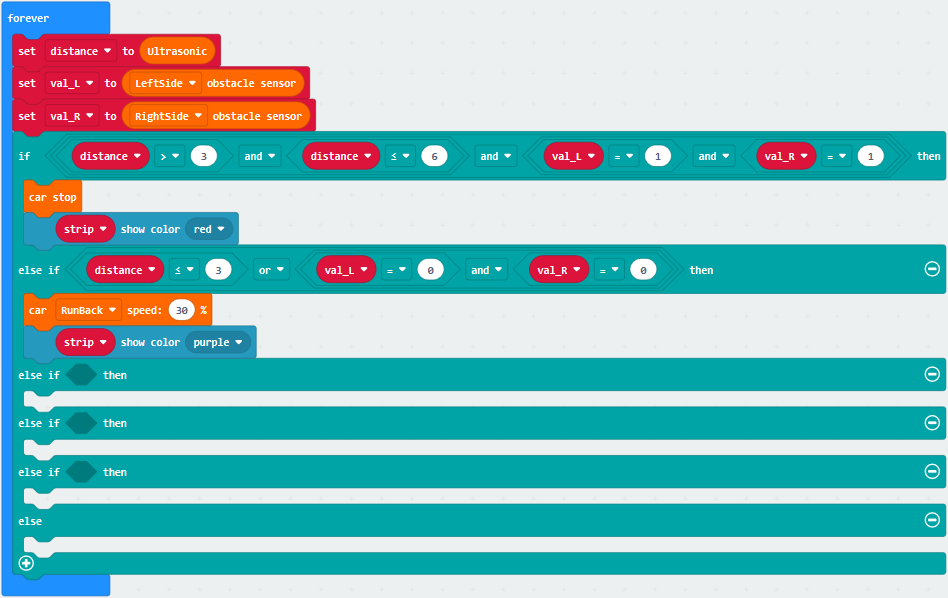 forever
set distance to Ultrasonic
set val_L to LeftSide obstacle sensor
set val_R to RightSide obstacle sensor
if distance > 3 and distance ≤ 6 and val_L = 1 and val_R = 1 then
car stop
strip show color red
else if distance ≤ 3 or val_L = 0 and val_R = 0 then
car RunBack speed: 30 %
strip show color purple
else if then
else if then
else if then
else